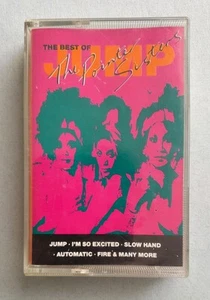 THE BEST OF
JUMP
The Pointer Sisters
JUMP · I'M SO EXCITED · SLOW HAND
· AUTOMATIC · FIRE & MANY MORE